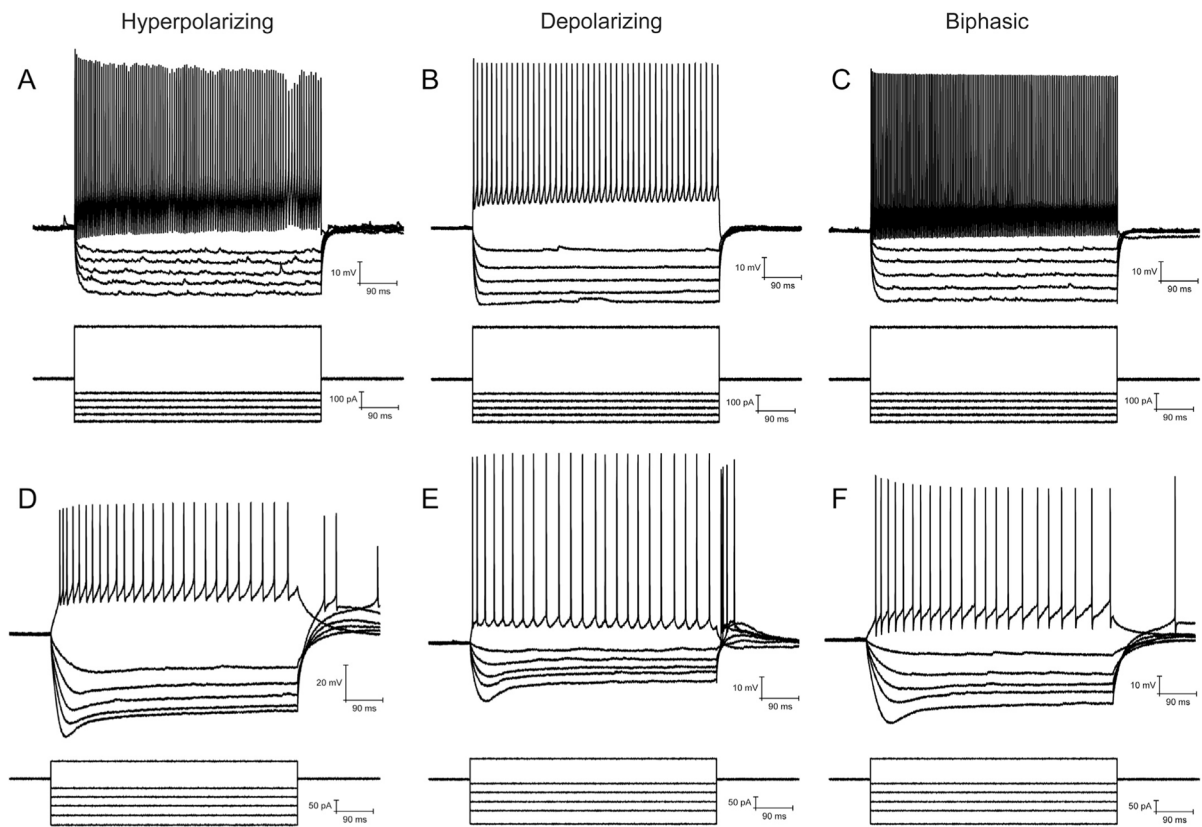 Hyperpolarizing
Depolarizing
Biphasic
A
B
C
10 mV
90 ms
10 mV
90 ms
10 mV
90 ms
100 pA
90 ms
100 pA
90 ms
100 pA
90 ms
D
E
F
20 mV
90 ms
10 mV
90 ms
10 mV
90 ms
50 pA
90 ms
50 pA
90 ms
50 pA
90 ms